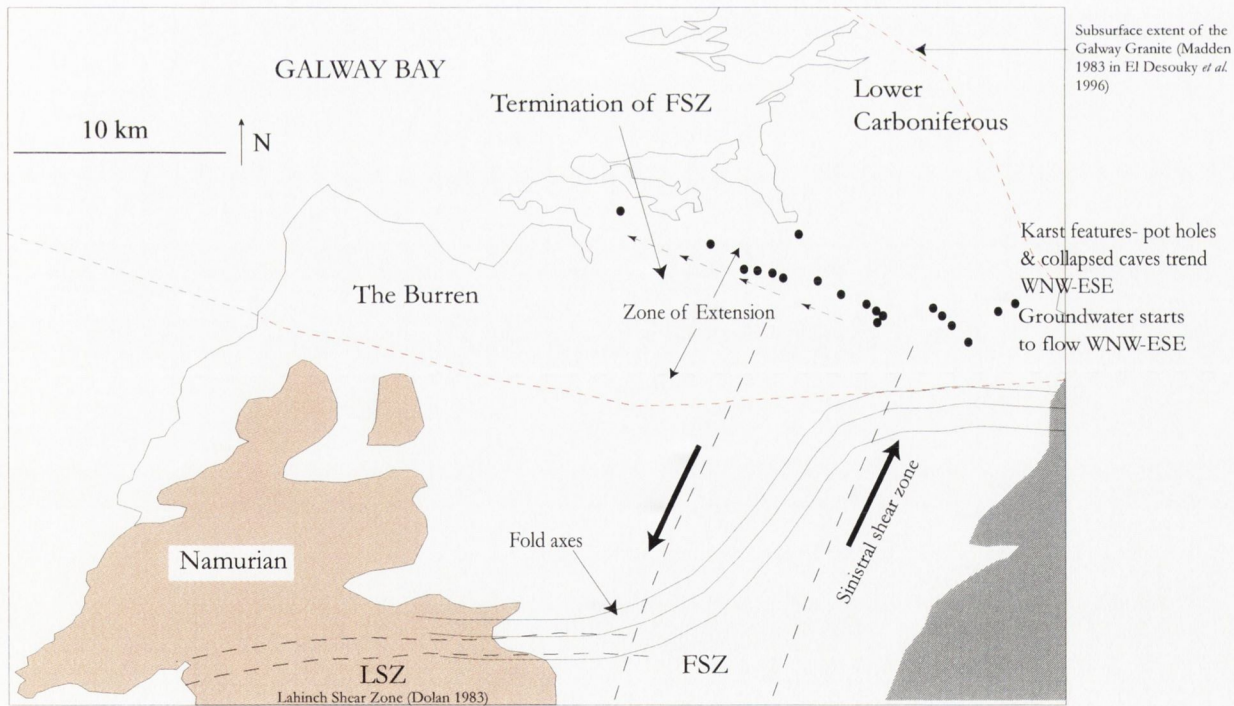 Subsurface extent of the
Galway Granite (Madden
1983 in El Desouky et al.
1996)
GALWAY BAY
Termination of FSZ
Lower
Carboniferous
10 km
N
Karst features- pot holes
& collapsed caves trend
WNW-ESE
Groundwater starts
to flow WNW-ESE
The Burren
Zone of Extension
Fold axes
Sinistral shear zone
Namurian
LSZ
Lahinch Shear Zone (Dolan 1983)
FSZ